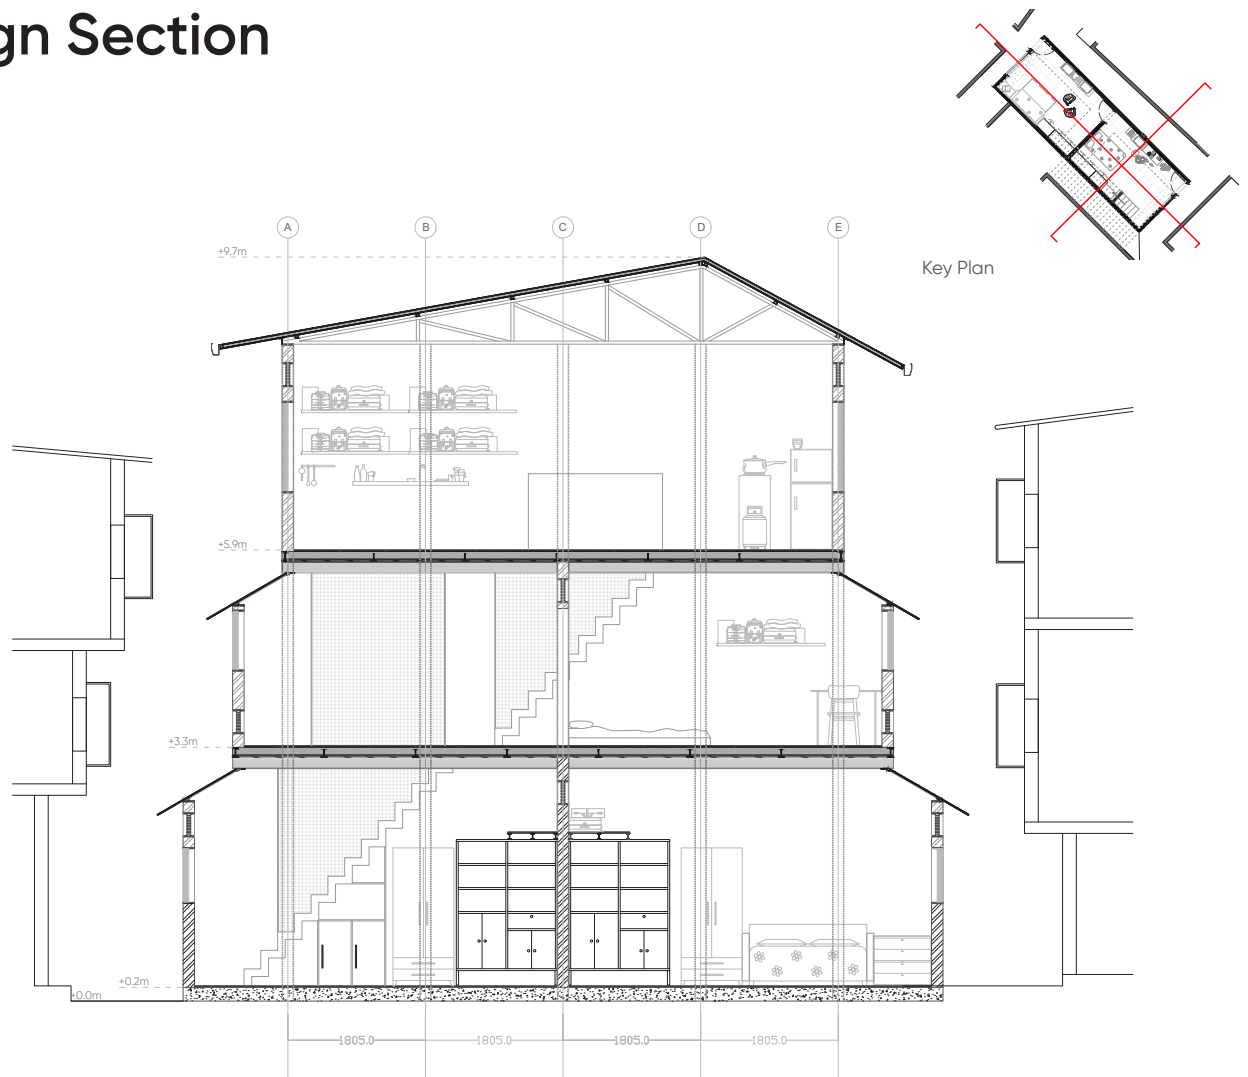 gn Section
Key Plan
A
B
C
D
E
+9.7m
+5.9m
+3.3m
+0.2m
+0.0m
1805.0
1805.0
1805.0
1805.0